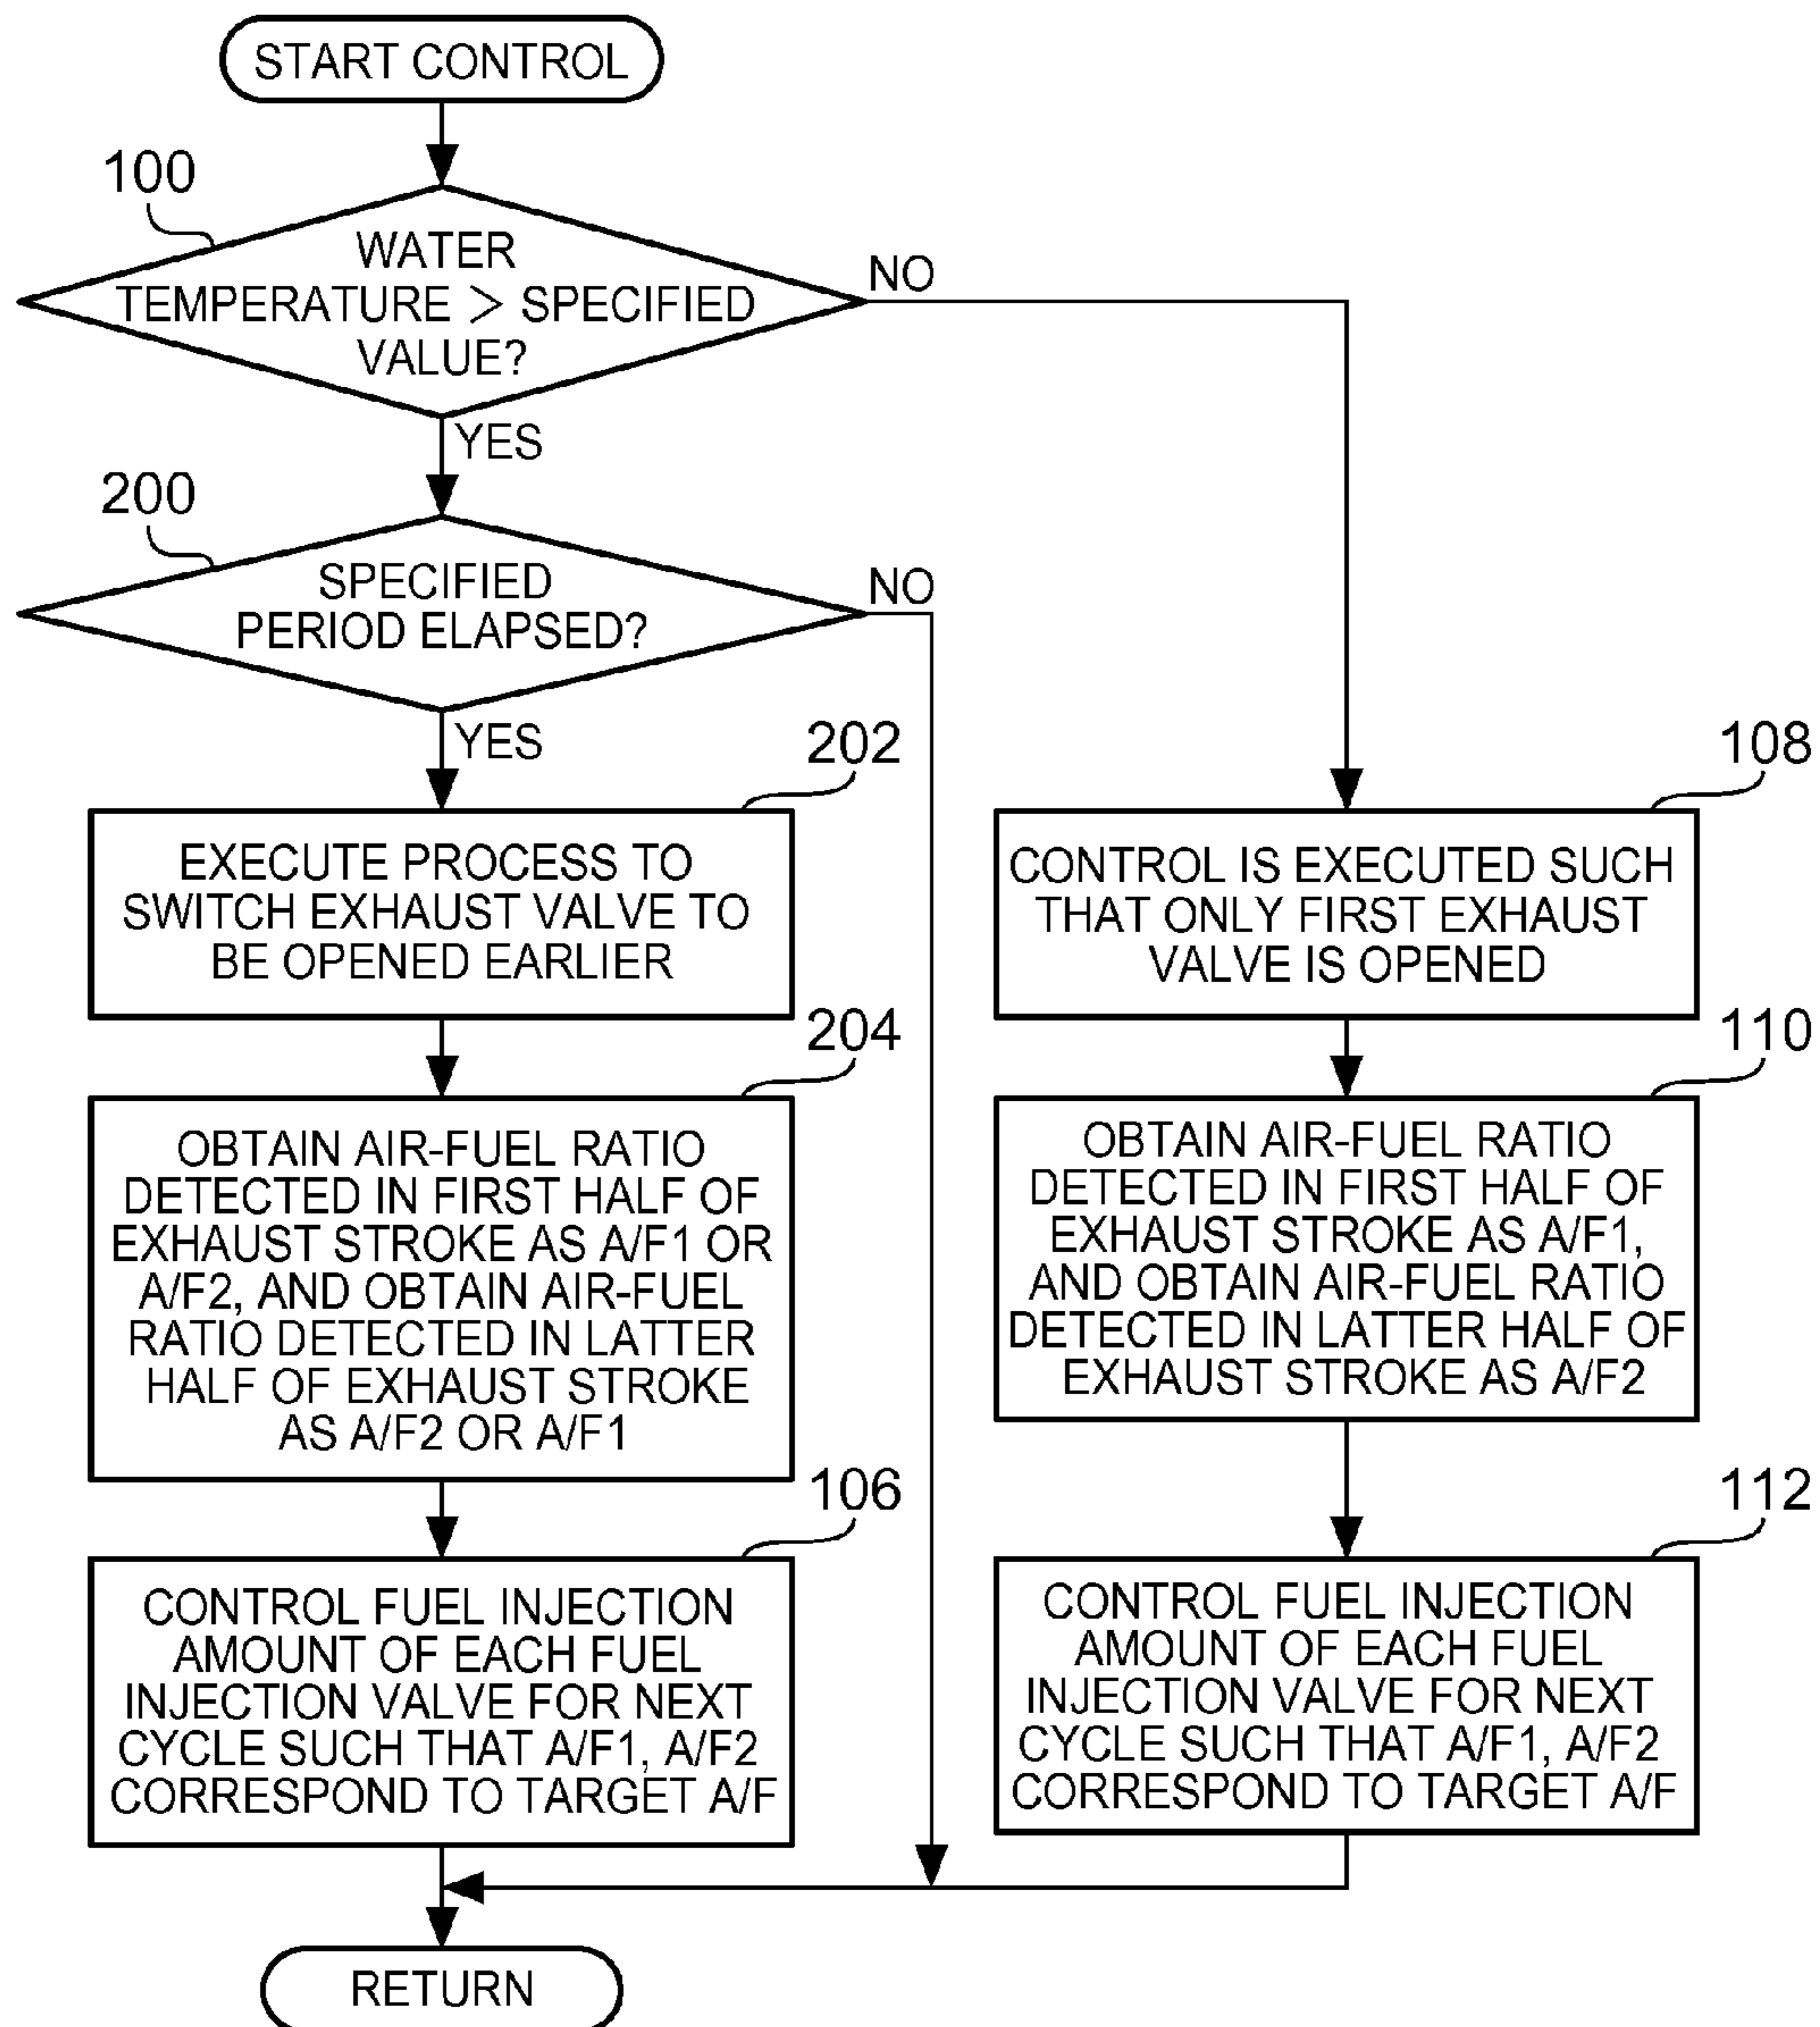 START CONTROL
100
WATER
TEMPERATURE > SPECIFIED
VALUE?
NO
YES
200
SPECIFIED
PERIOD ELAPSED?
NO
YES
202
EXECUTE PROCESS TO
SWITCH EXHAUST VALVE TO
BE OPENED EARLIER
204
OBTAIN AIR-FUEL RATIO
DETECTED IN FIRST HALF OF
EXHAUST STROKE AS A/F1 OR
A/F2, AND OBTAIN AIR-FUEL
RATIO DETECTED IN LATTER
HALF OF EXHAUST STROKE
AS A/F2 OR A/F1
106
CONTROL FUEL INJECTION
AMOUNT OF EACH FUEL
INJECTION VALVE FOR NEXT
CYCLE SUCH THAT A/F1, A/F2
CORRESPOND TO TARGET A/F
108
CONTROL IS EXECUTED SUCH
THAT ONLY FIRST EXHAUST
VALVE IS OPENED
110
OBTAIN AIR-FUEL RATIO
DETECTED IN FIRST HALF OF
EXHAUST STROKE AS A/F1,
AND OBTAIN AIR-FUEL RATIO
DETECTED IN LATTER HALF OF
EXHAUST STROKE AS A/F2
112
CONTROL FUEL INJECTION
AMOUNT OF EACH FUEL
INJECTION VALVE FOR NEXT
CYCLE SUCH THAT A/F1, A/F2
CORRESPOND TO TARGET A/F
RETURN